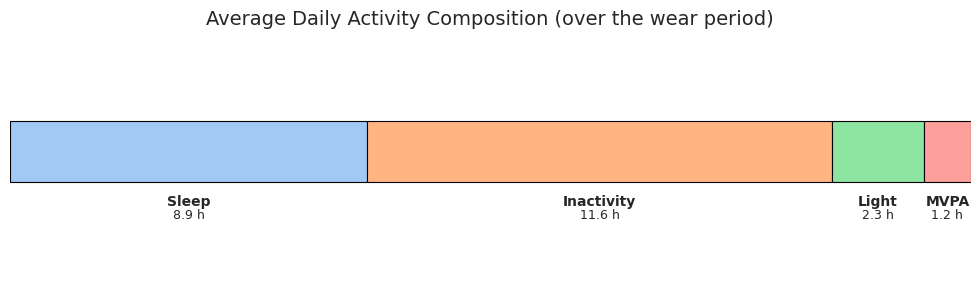 Average Daily Activity Composition (over the wear period)
Sleep Inactivity Light MVPA
8.9 h 11.6 h 2.3 h 1.2 h